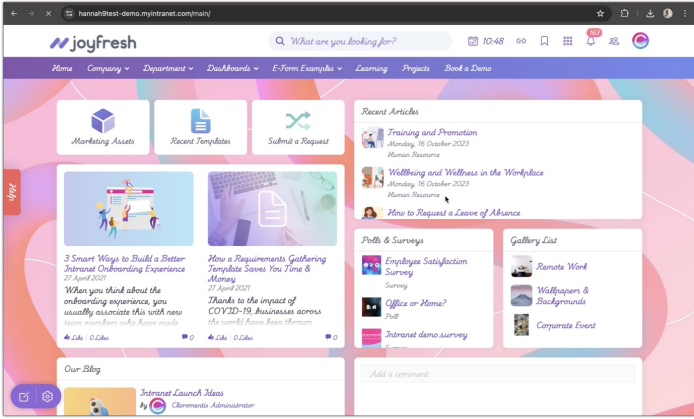 hannah9test-demo.myintranet.com/main/
joyfresh
What are you looking for?
10:48
163
Home Company Department Dashboards E-Form Examples Learning Projects Book a Demo
Marketing Assets
Recent Templates
Submit a Request
Help
3 Smart Ways to Build a Better Intranet Onboarding Experience
27 April 2021
When you think about the
onboarding experience, you
usually associate this with new
team members who have made
Like 0 Likes 0
How a Requirements Gathering
Template Saves You Time &
Money
27 April 2021
Thanks to the impact of
COVID-19, businesses across
the world have been thrown
Like 0 Likes 0
Our Blog
Intranet Launch Ideas
by Claromentis Administrator
Recent Articles
Training and Promotion
Monday, 16 October 2023
Human Resource
Wellbeing and Wellness in the Workplace
Monday, 16 October 2023
Human Resource
How to Request a Leave of Absence
Polls & Surveys
Employee Satisfaction
Survey
Survey
Office or Home?
Poll
Intranet demo survey
Gallery List
Remote Work
Wallpapers &
Backgrounds
Corporate Event
Add a comment